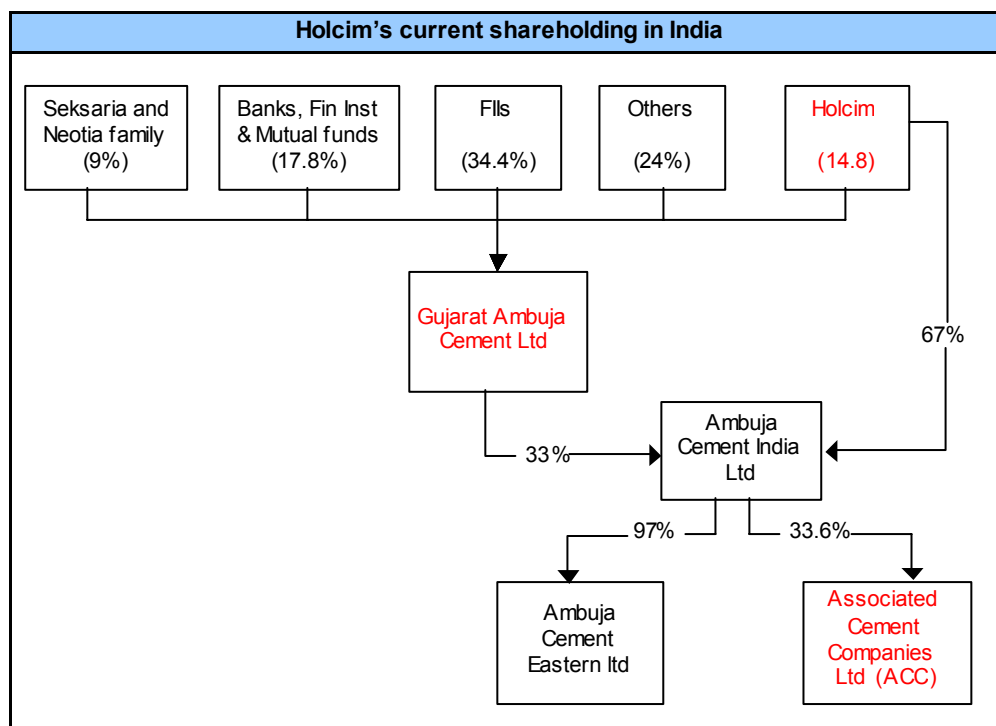 Holcim's current shareholding in India
Seksaria and
Neotia family
(9%)
Banks, Fin Inst
& Mutual funds
(17.8%)
FIIs
(34.4%)
Others
(24%)
Holcim
(14.8)
Gujarat Ambuja
Cement Ltd
67%
Ambuja
Cement India
Ltd
33%
97%
33.6%
Ambuja
Cement
Eastern ltd
Associated
Cement
Companies
Ltd (ACC)